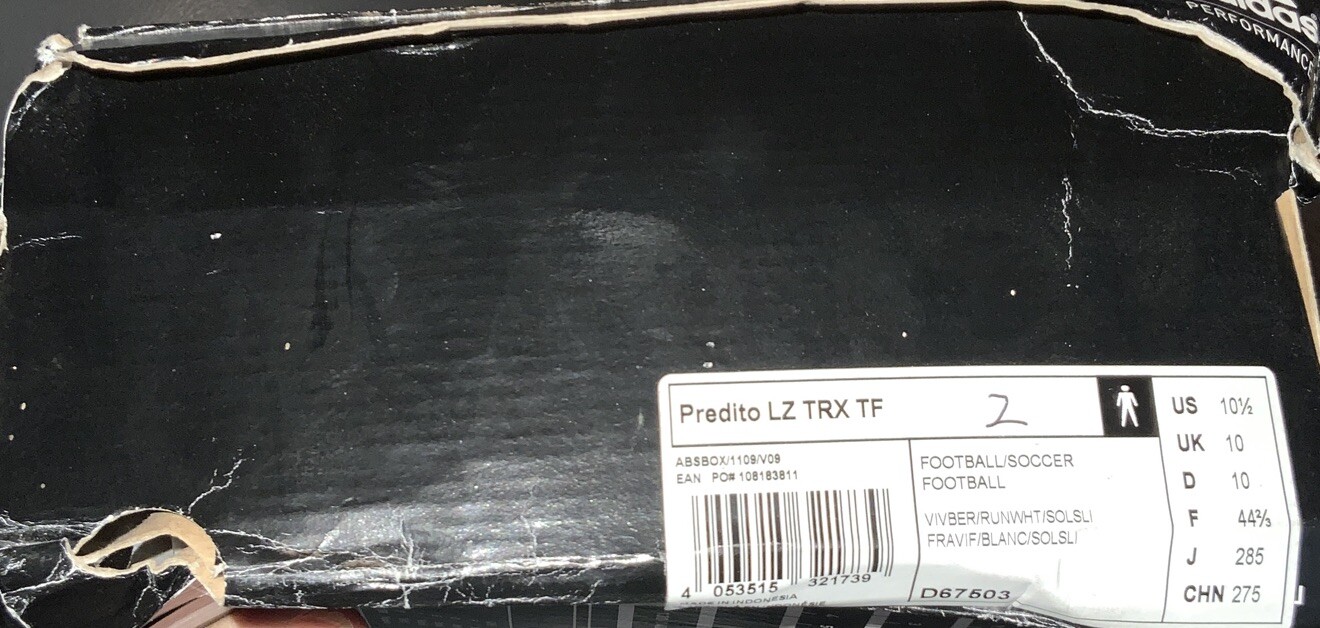 adidas
PERFORMANCE
Predito LZ TRX TF 2
ABSBOX/1109/V09
EAN PO# 108183811
4 053515 321739
MADE IN INDONESIA
FOOTBALL/SOCCER
FOOTBALL
VIVBER/RUNWHT/SOLSLI
FRAVIF/BLANC/SOLSLI
D67503
US 10½
UK 10
D 10
F 44⅔
J 285
CHN 275